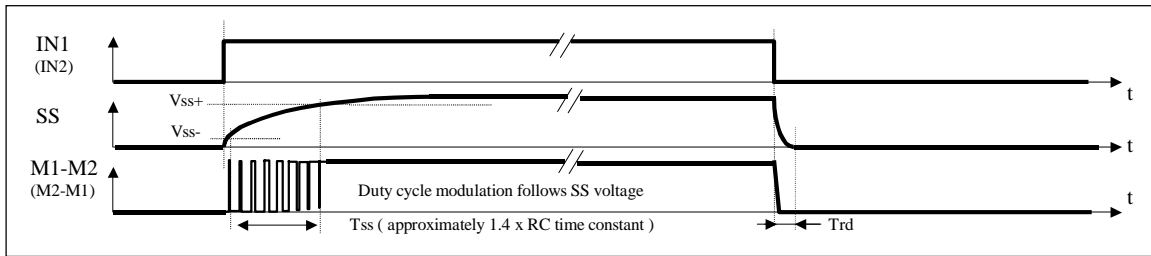 IN1
(IN2)
t
Vss+
SS
Vss-
t
M1-M2
(M2-M1)
Duty cycle modulation follows SS voltage
t
Tss ( approximately 1.4 x RC time constant )
Trd